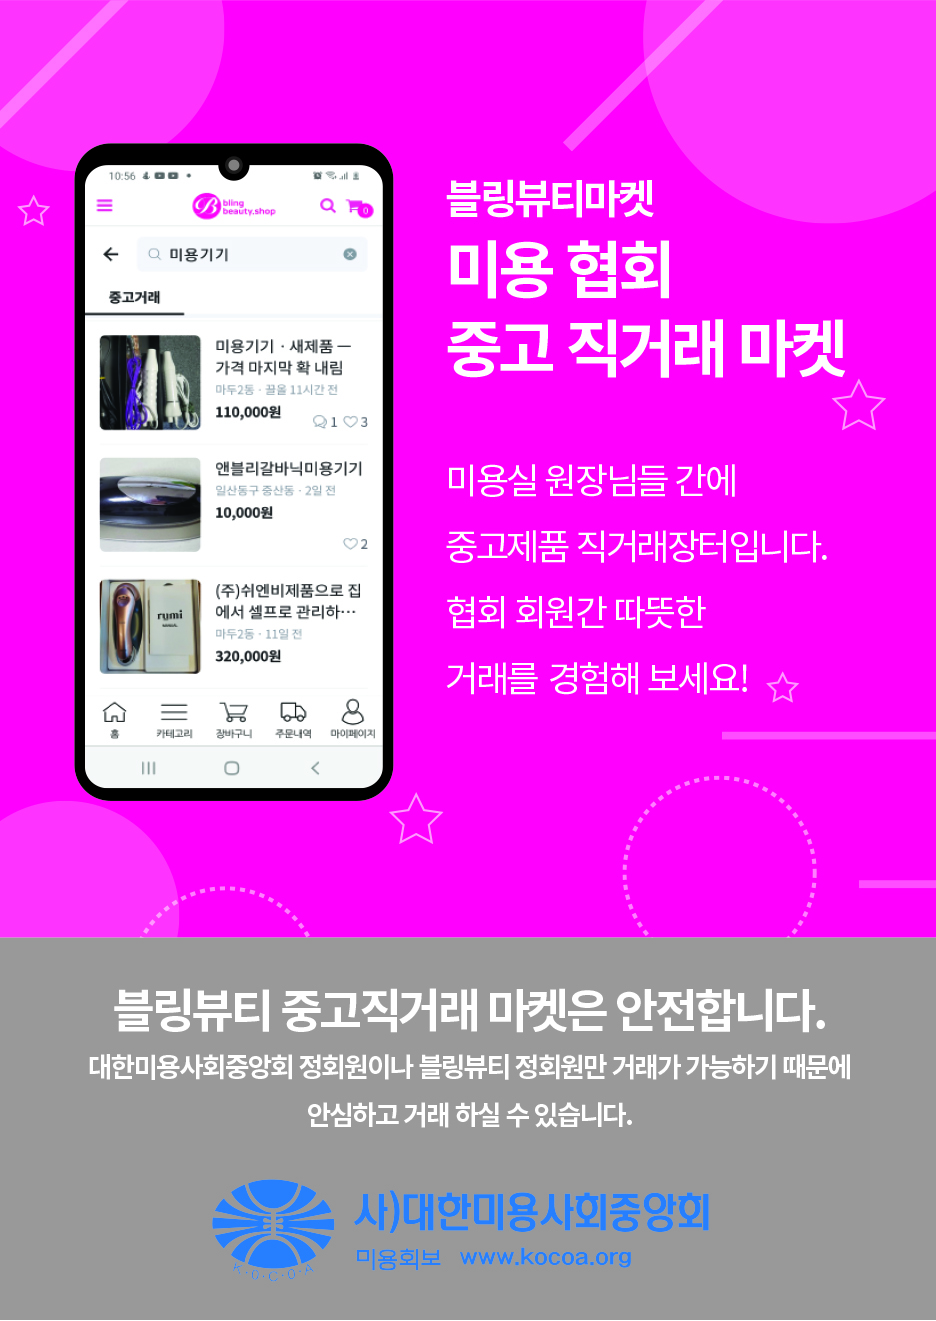 10:56
bling
beauty.shop
0
미용기기
중고거래
미용기기 · 새제품 —
가격 마지막 확 내림
마두2동 · 끌올 11시간 전
110,000원
1 3
앤블리갈바닉미용기기
일산동구 중산동 · 2일 전
10,000원
2
rumi
(주)쉬엔비제품으로 집
에서 셀프로 관리하…
마두2동 · 11일 전
320,000원
홈 카테고리 장바구니 주문내역 마이페이지
블링뷰티마켓
미용 협회
중고 직거래 마켓
미용실 원장님들 간에
중고제품 직거래장터입니다.
협회 회원간 따뜻한
거래를 경험해 보세요!
블링뷰티 중고직거래 마켓은 안전합니다.
대한미용사회중앙회 정회원이나 블링뷰티 정회원만 거래가 가능하기 때문에
안심하고 거래 하실 수 있습니다.
K·O·C·O·A
사)대한미용사회중앙회
미용회보 www.kocoa.org